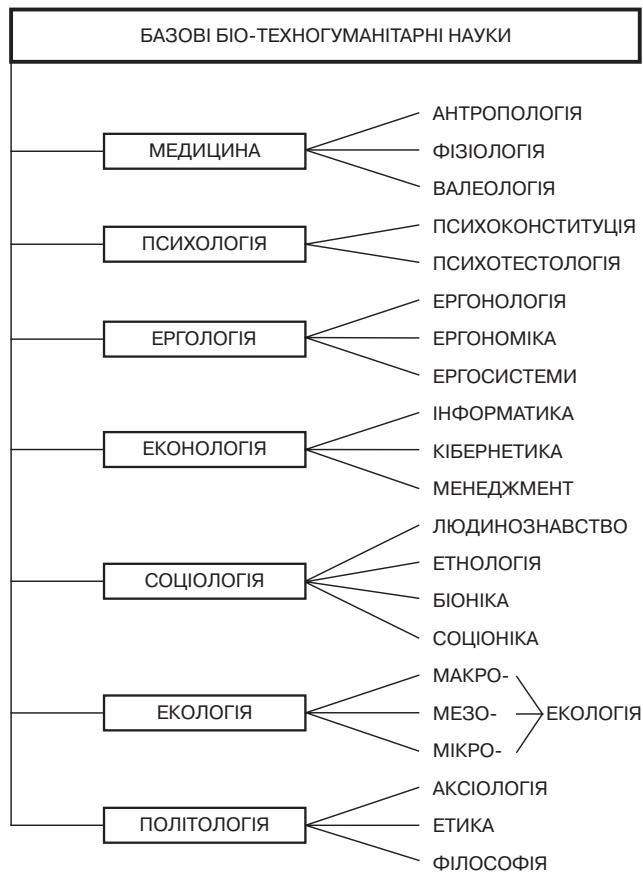 БАЗОВІ БІО-ТЕХНОГУМАНІТАРНІ НАУКИ
МЕДИЦИНА
АНТРОПОЛОГІЯ
ФІЗІОЛОГІЯ
ВАЛЕОЛОГІЯ
ПСИХОЛОГІЯ
ПСИХОКОНСТИТУЦІЯ
ПСИХОТЕСТОЛОГІЯ
ЕРГОЛОГІЯ
ЕРГОНОЛОГІЯ
ЕРГОНОМІКА
ЕРГОСИСТЕМИ
ЕКОНОЛОГІЯ
ІНФОРМАТИКА
КІБЕРНЕТИКА
МЕНЕДЖМЕНТ
СОЦІОЛОГІЯ
ЛЮДИНОЗНАВСТВО
ЕТНОЛОГІЯ
БІОНІКА
СОЦІОНІКА
ЕКОЛОГІЯ
МАКРО-
МЕЗО-
МІКРО-
ЕКОЛОГІЯ
ПОЛІТОЛОГІЯ
АКСІОЛОГІЯ
ЕТИКА
ФІЛОСОФІЯ